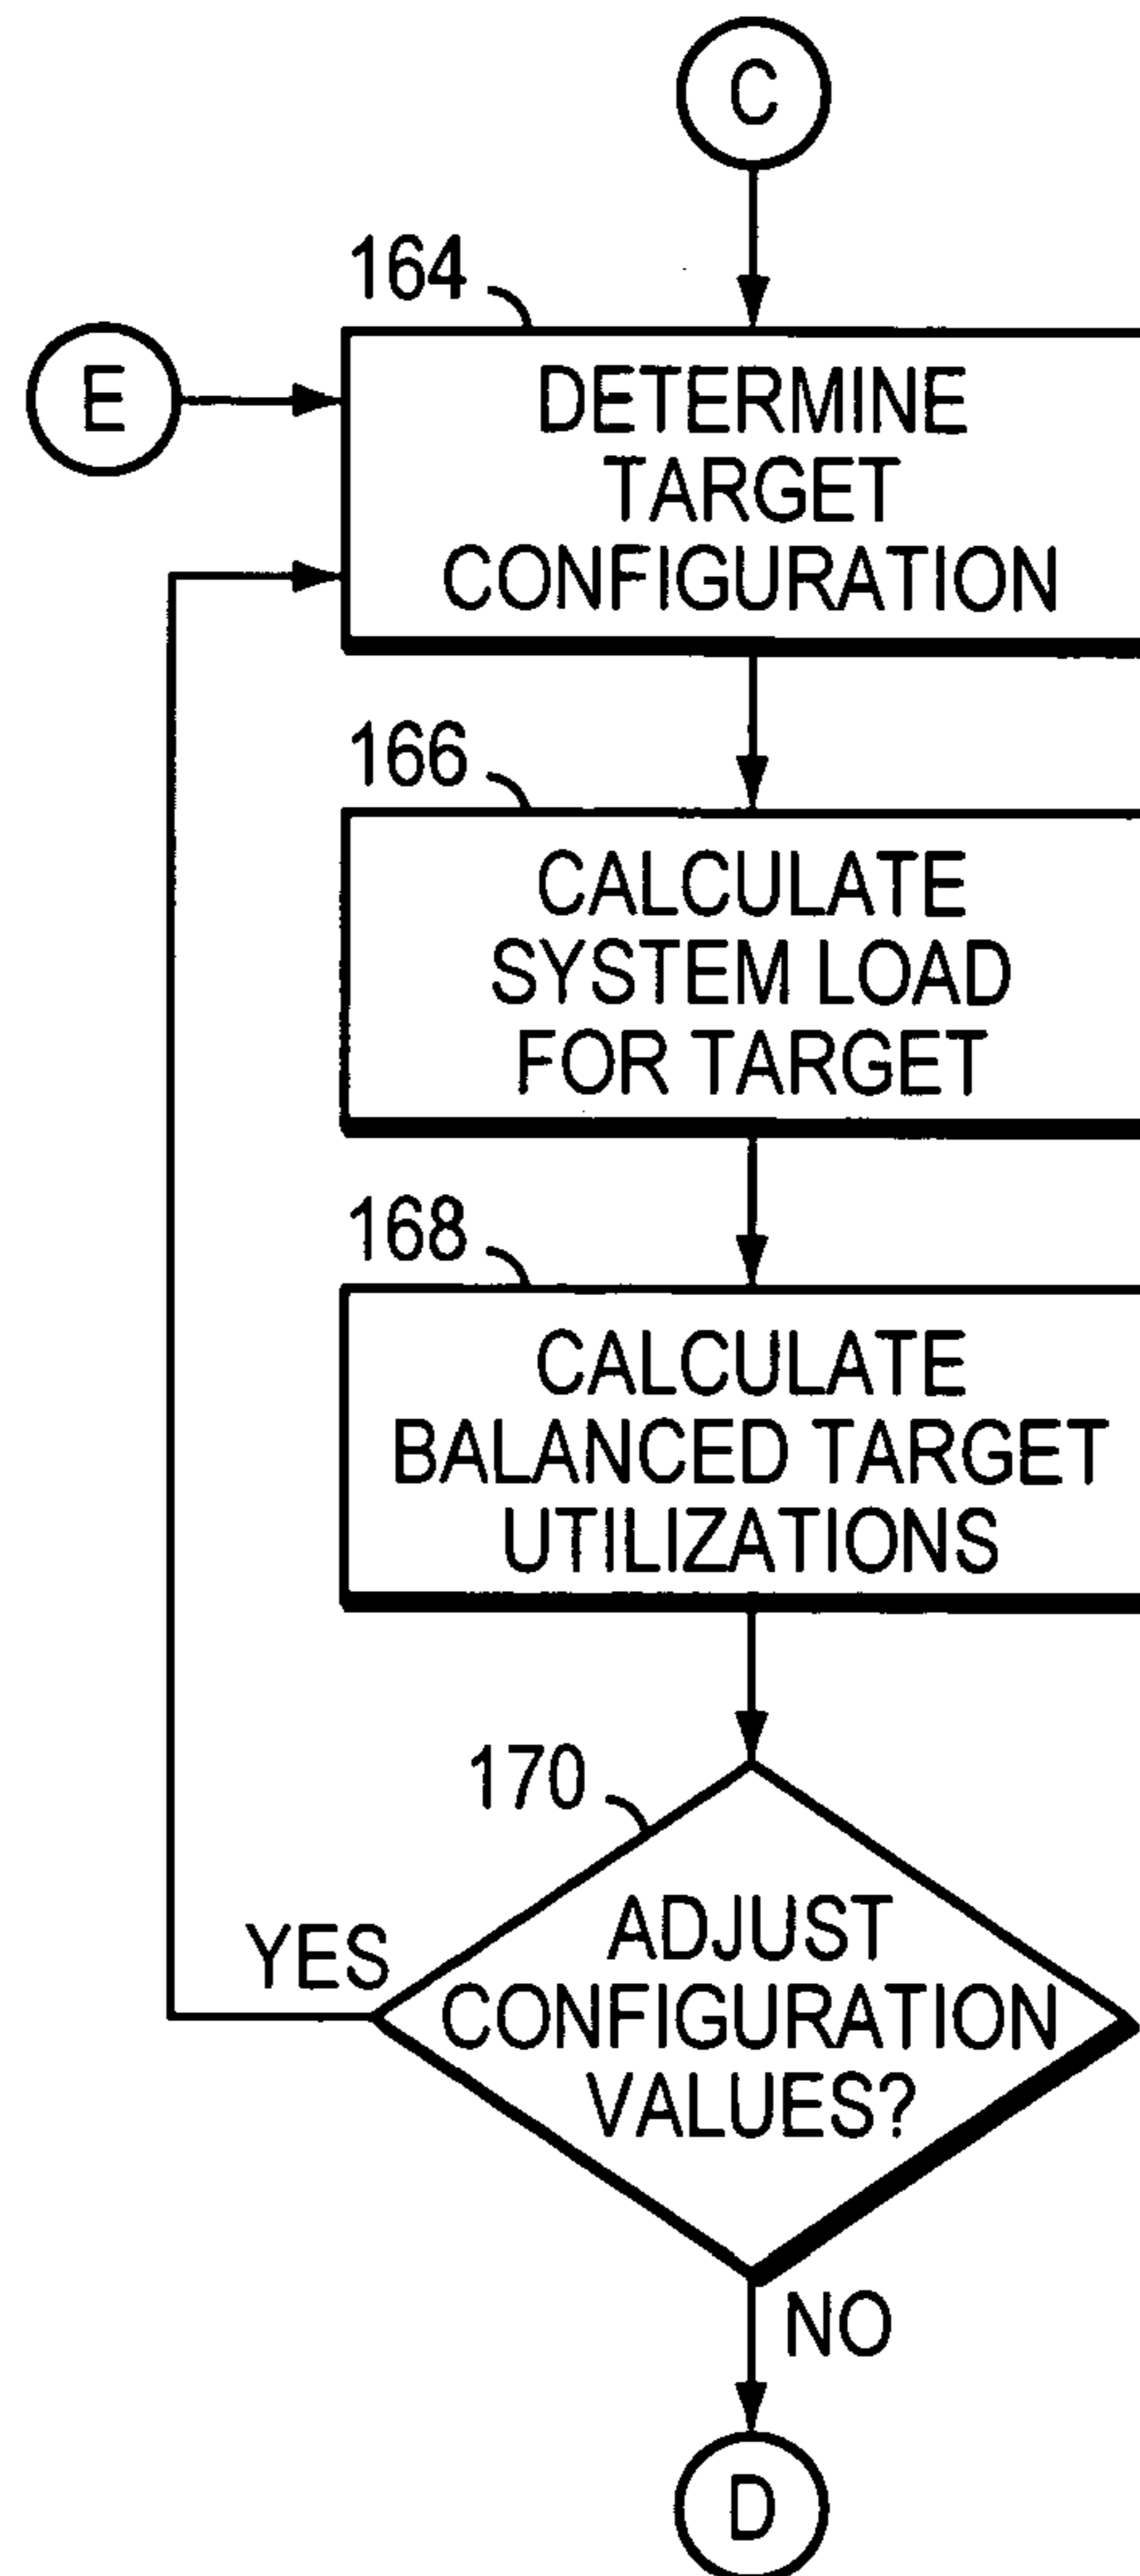 C
164
E
DETERMINE
TARGET
CONFIGURATION
166
CALCULATE
SYSTEM LOAD
FOR TARGET
168
CALCULATE
BALANCED TARGET
UTILIZATIONS
170
YES
ADJUST
CONFIGURATION
VALUES?
NO
D